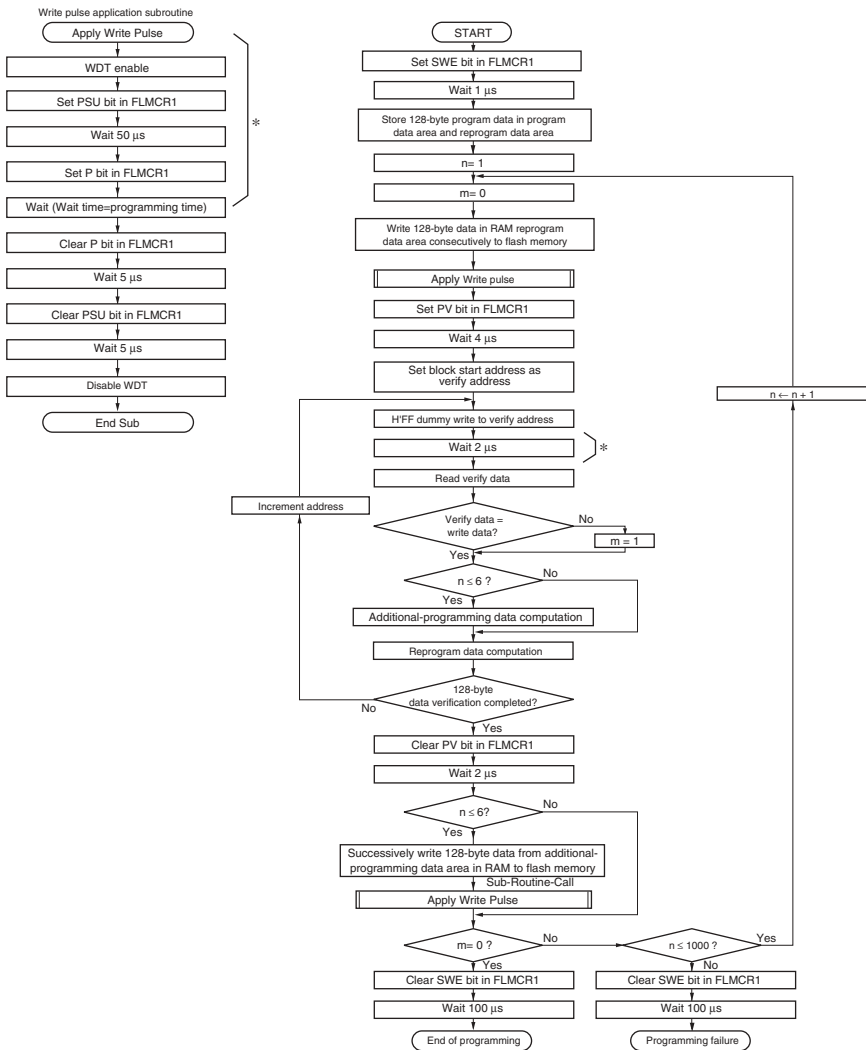 Write pulse application subroutine
Apply Write Pulse
WDT enable
Set PSU bit in FLMCR1
Wait 50 μs
Set P bit in FLMCR1
Wait (Wait time=programming time)
*
Clear P bit in FLMCR1
Wait 5 μs
Clear PSU bit in FLMCR1
Wait 5 μs
Disable WDT
End Sub
START
Set SWE bit in FLMCR1
Wait 1 μs
Store 128-byte program data in program
data area and reprogram data area
n= 1
m= 0
Write 128-byte data in RAM reprogram
data area consecutively to flash memory
Apply Write pulse
Set PV bit in FLMCR1
Wait 4 μs
Set block start address as
verify address
n ← n + 1
H'FF dummy write to verify address
Wait 2 μs
*
Read verify data
Increment address
Verify data =
write data?
No
m = 1
Yes
n ≤ 6 ?
No
Yes
Additional-programming data computation
Reprogram data computation
128-byte
data verification completed?
No
Yes
Clear PV bit in FLMCR1
Wait 2 μs
n ≤ 6?
No
Yes
Successively write 128-byte data from additional-
programming data area in RAM to flash memory
Sub-Routine-Call
Apply Write Pulse
m= 0 ?
No
n ≤ 1000 ?
Yes
Yes
No
Clear SWE bit in FLMCR1
Clear SWE bit in FLMCR1
Wait 100 μs
Wait 100 μs
End of programming
Programming failure